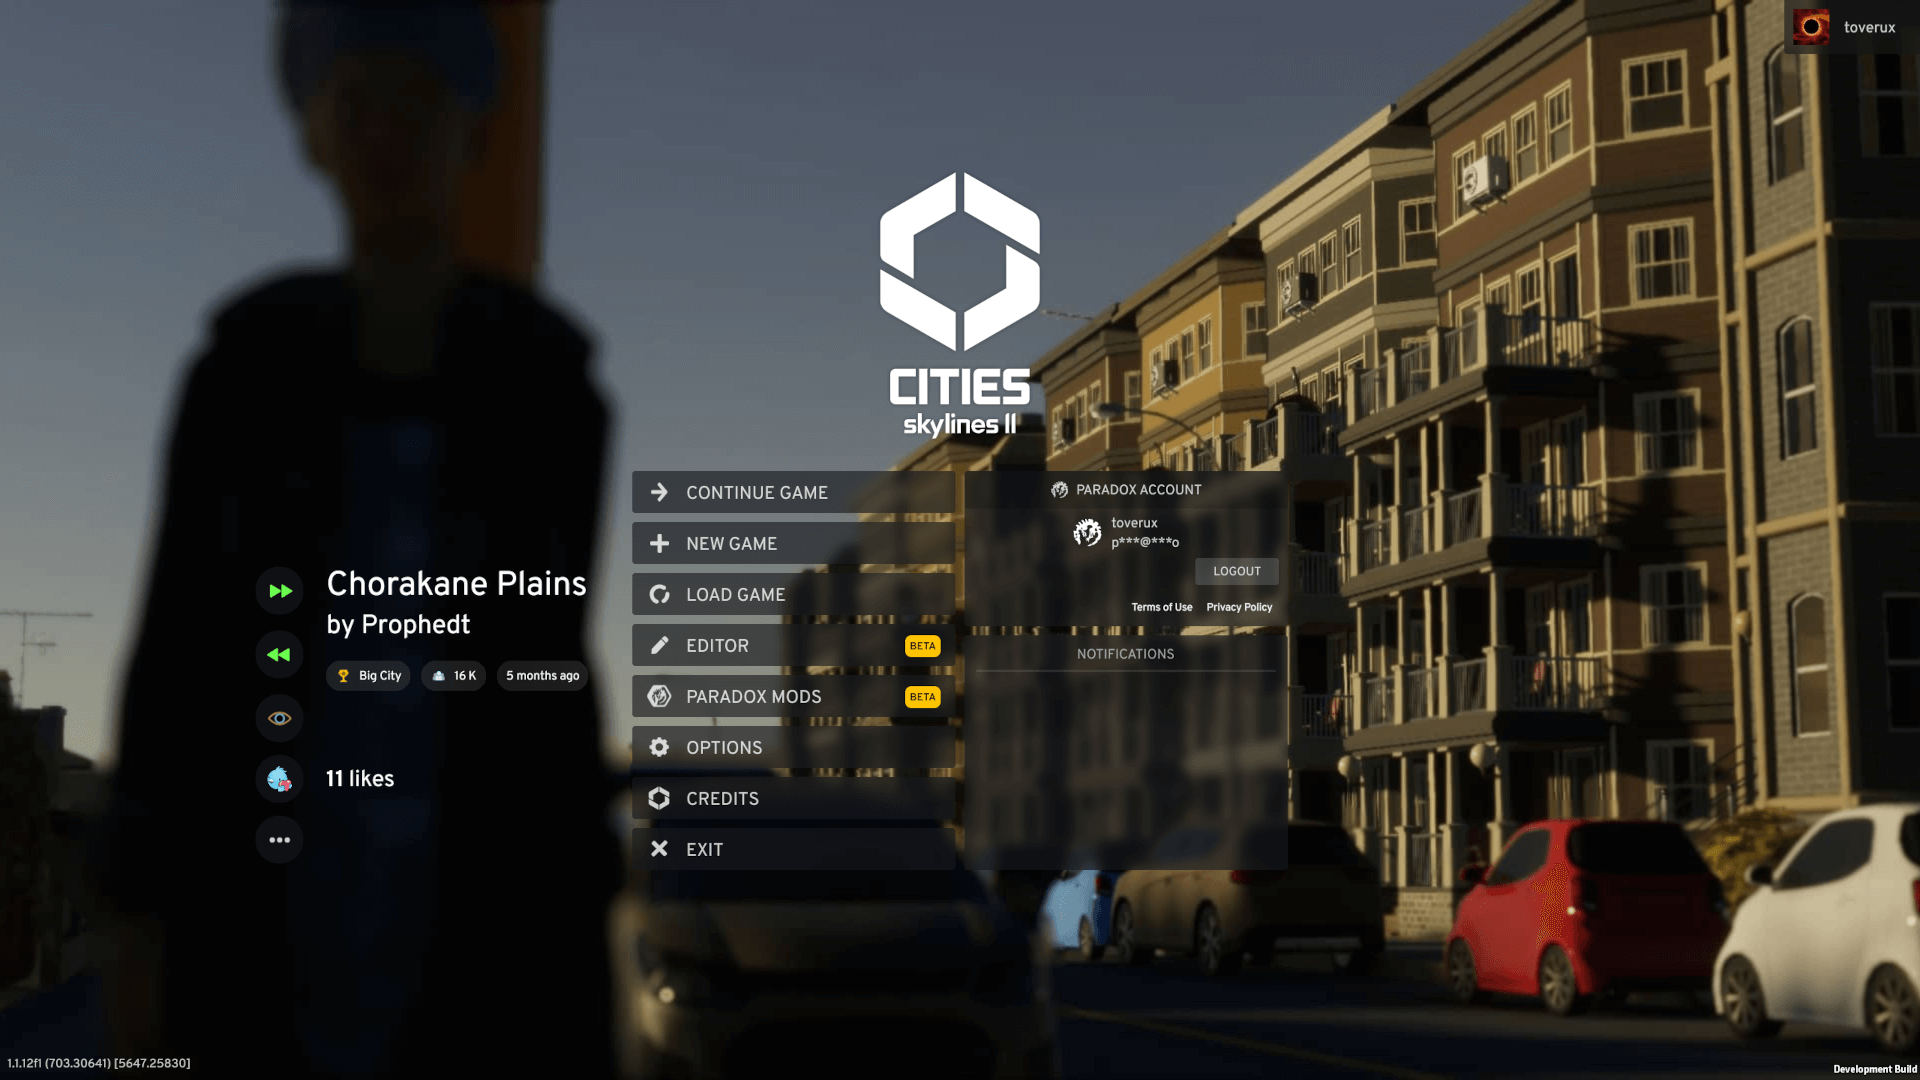 toverux
CITIES
skylines II
CONTINUE GAME
NEW GAME
LOAD GAME
EDITOR BETA
PARADOX MODS BETA
OPTIONS
CREDITS
EXIT
PARADOX ACCOUNT
toverux
p***@***o
LOGOUT
Terms of Use Privacy Policy
NOTIFICATIONS
Chorakane Plains
by Prophedt
Big City 16 K 5 months ago
11 likes
1.1.12f1 (703.30641) [5647.25830]
Development Build